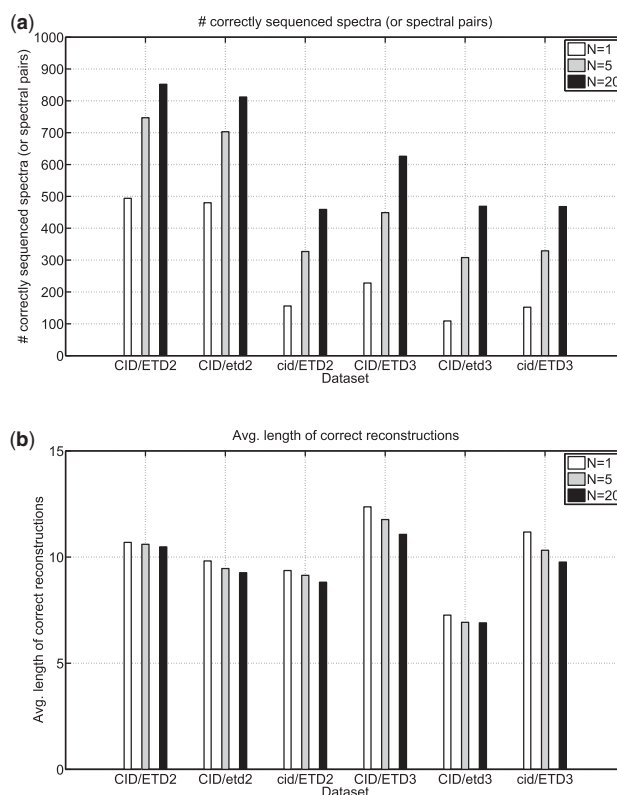 (a)
# correctly sequenced spectra (or spectral pairs)
# correctly sequenced spectra (or spectral pairs)
1000
900
800
700
600
500
400
300
200
100
0
N=1
N=5
N=20
CID/ETD2
CID/etd2
cid/ETD2
CID/ETD3
CID/etd3
cid/ETD3
Dataset
(b)
Avg. length of correct reconstructions
Avg. length of correct reconstructions
15
10
5
0
N=1
N=5
N=20
CID/ETD2
CID/etd2
cid/ETD2
CID/ETD3
CID/etd3
cid/ETD3
Dataset